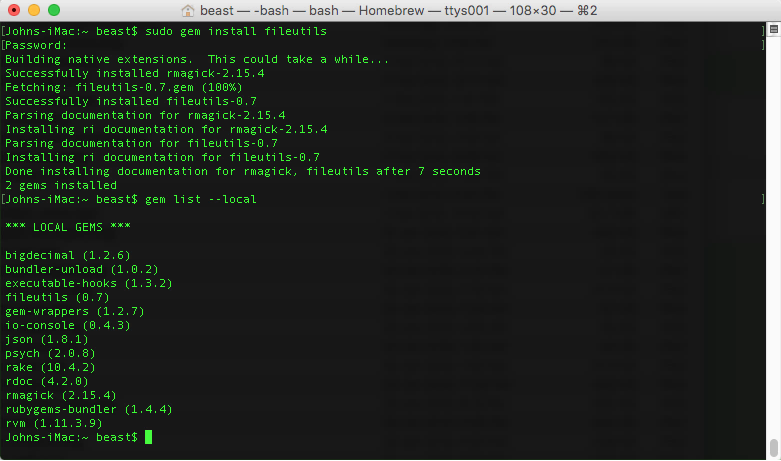 beast — -bash — bash — Homebrew — ttys001 — 108×30 — ⌘2
[Johns-iMac:~ beast$ sudo gem install fileutils ]
[Password: ]
Building native extensions.  This could take a while...
Successfully installed rmagick-2.15.4
Fetching: fileutils-0.7.gem (100%)
Successfully installed fileutils-0.7
Parsing documentation for rmagick-2.15.4
Installing ri documentation for rmagick-2.15.4
Parsing documentation for fileutils-0.7
Installing ri documentation for fileutils-0.7
Done installing documentation for rmagick, fileutils after 7 seconds
2 gems installed
[Johns-iMac:~ beast$ gem list --local ]
*** LOCAL GEMS ***
bigdecimal (1.2.6)
bundler-unload (1.0.2)
executable-hooks (1.3.2)
fileutils (0.7)
gem-wrappers (1.2.7)
io-console (0.4.3)
json (1.8.1)
psych (2.0.8)
rake (10.4.2)
rdoc (4.2.0)
rmagick (2.15.4)
rubygems-bundler (1.4.4)
rvm (1.11.3.9)
Johns-iMac:~ beast$